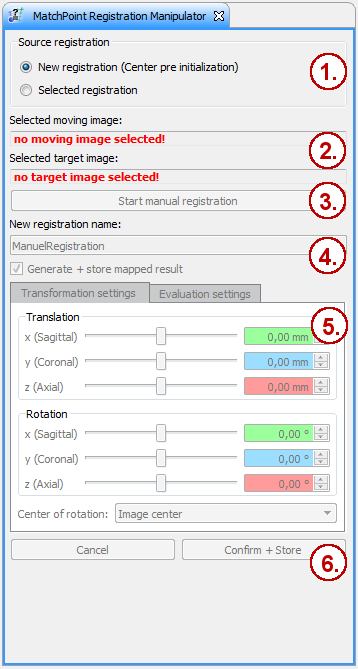 MatchPoint Registration Manipulator
Source registration
New registration (Center pre initialization)
1.
Selected registration
Selected moving image:
no moving image selected!
2.
Selected target image:
no target image selected!
Start manual registration
3.
New registration name:
ManuelRegistration
4.
Generate + store mapped result
Transformation settings Evaluation settings
Translation
5.
x (Sagittal) 0,00 mm
y (Coronal) 0,00 mm
z (Axial) 0,00 mm
Rotation
x (Sagittal) 0,00 °
y (Coronal) 0,00 °
z (Axial) 0,00 °
Center of rotation: Image center
Cancel Confirm + Store
6.